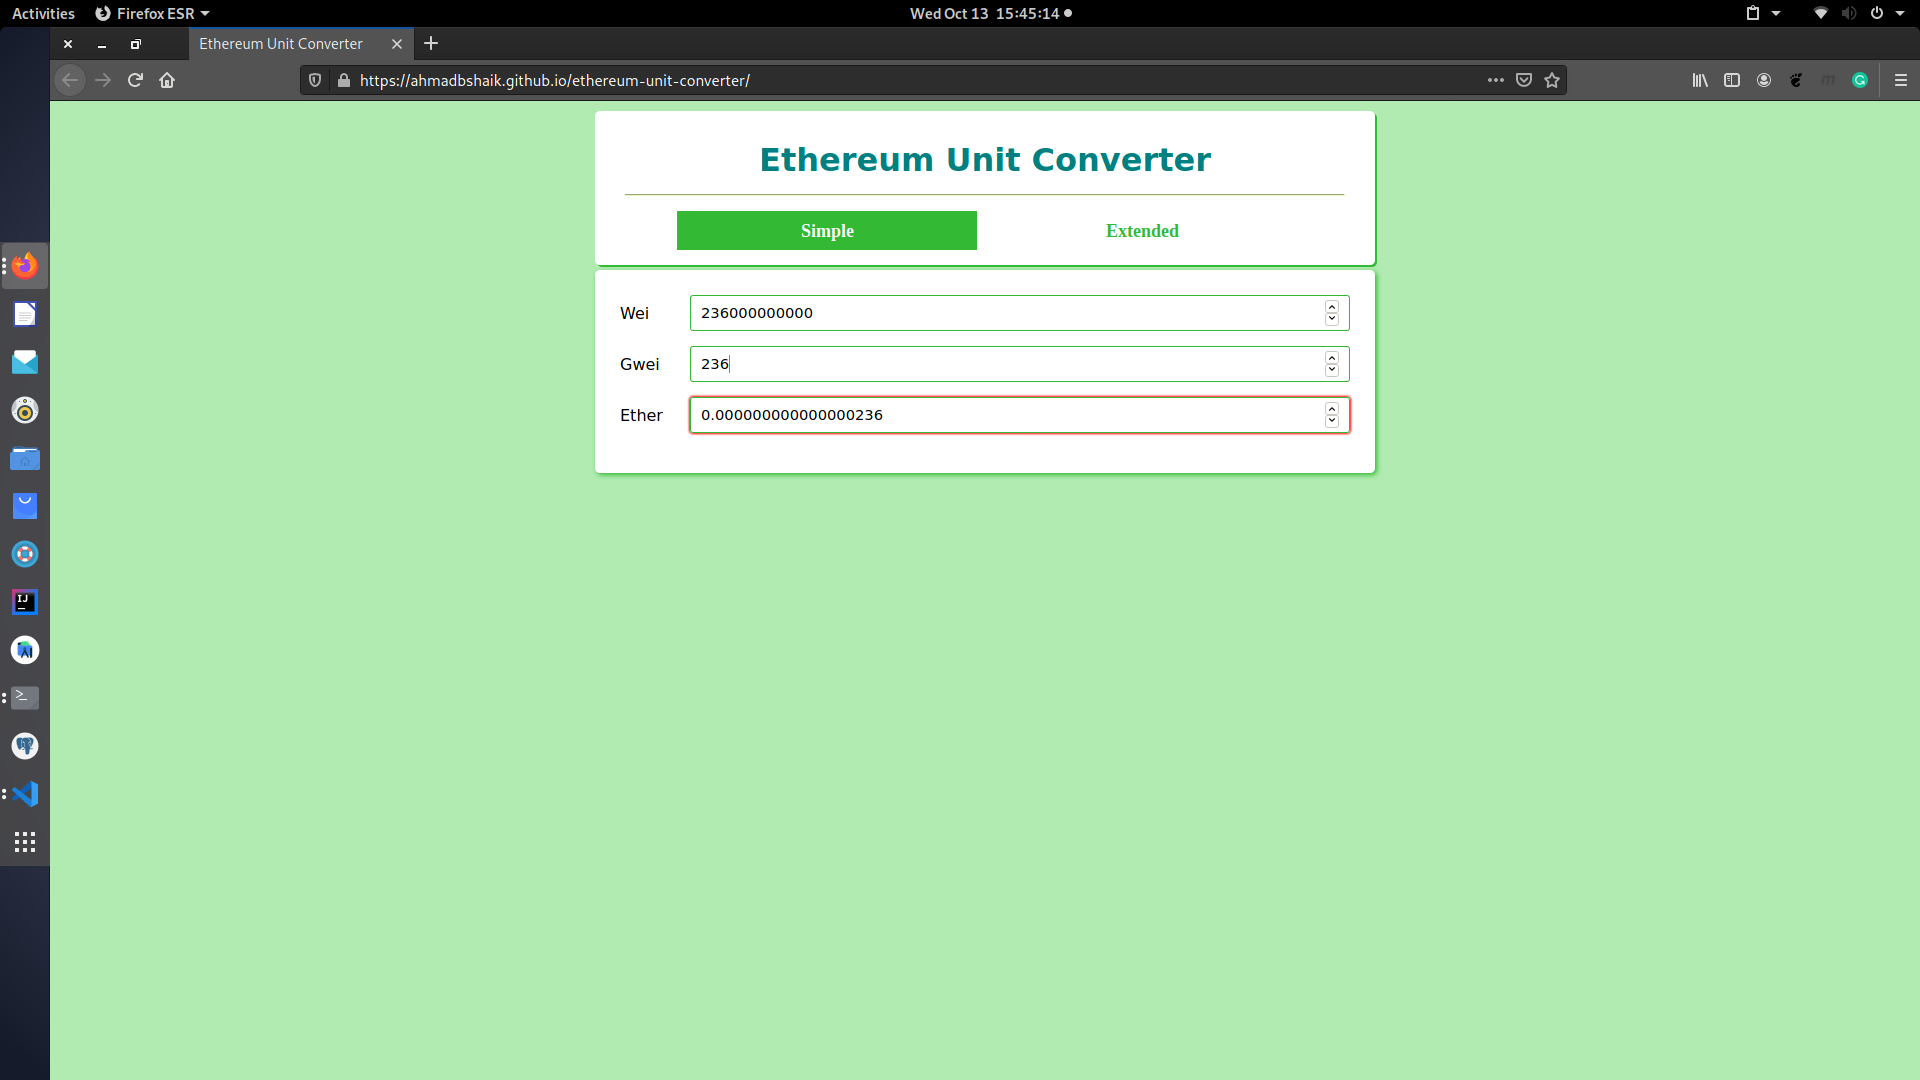 Activities Firefox ESR Wed Oct 13 15:45:14
Ethereum Unit Converter
https://ahmadbshaik.github.io/ethereum-unit-converter/
Ethereum Unit Converter
Simple Extended
Wei 236000000000
Gwei 236
Ether 0.000000000000000236